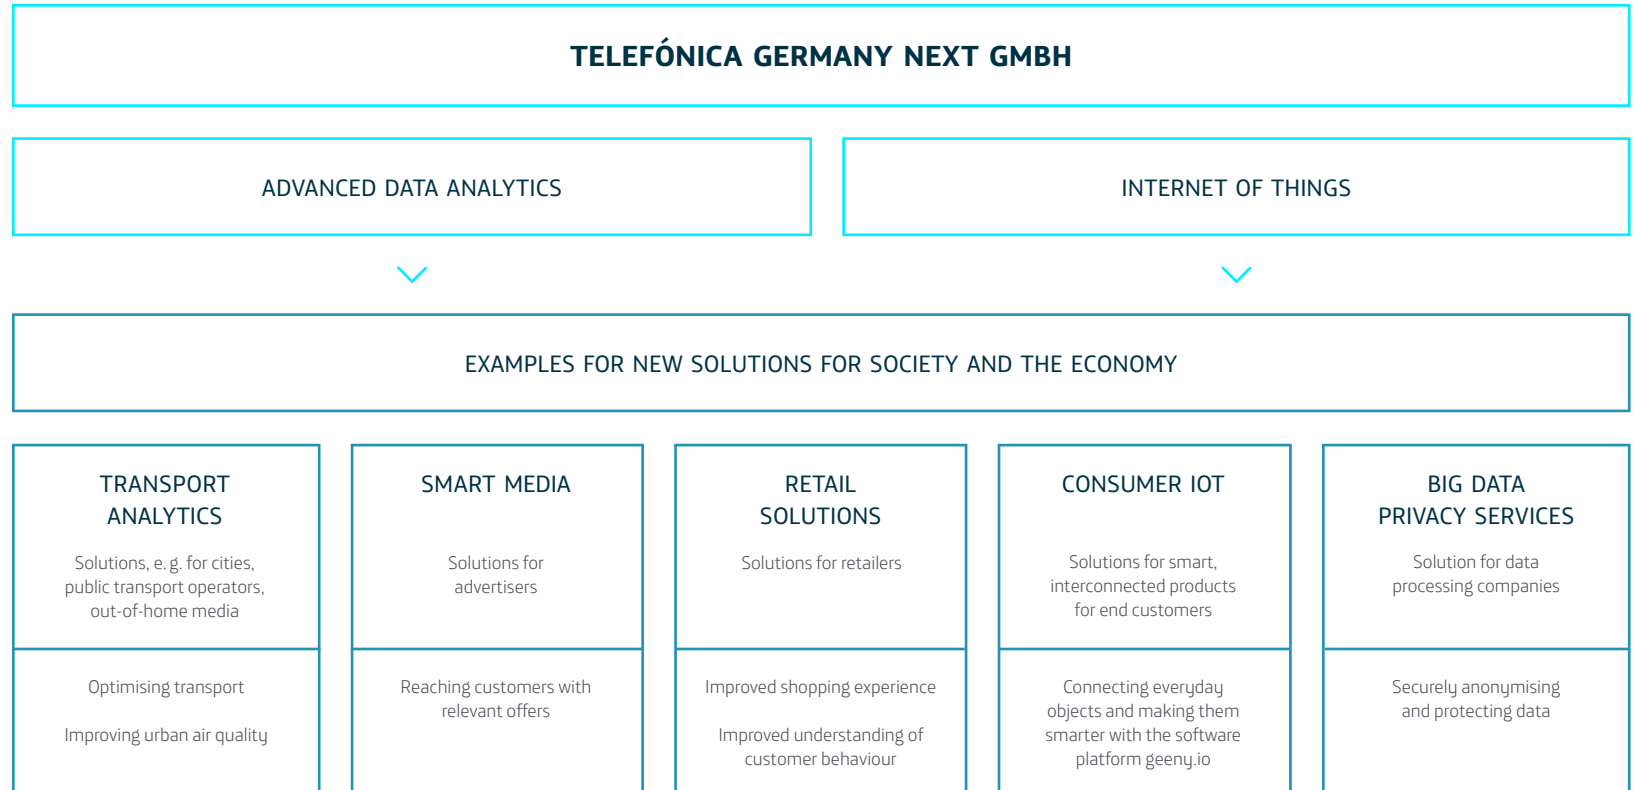 TELEFÓNICA GERMANY NEXT GMBH
ADVANCED DATA ANALYTICS
INTERNET OF THINGS
EXAMPLES FOR NEW SOLUTIONS FOR SOCIETY AND THE ECONOMY
TRANSPORT
ANALYTICS
Solutions, e. g. for cities,
public transport operators,
out-of-home media
Optimising transport
Improving urban air quality
SMART MEDIA
Solutions for
advertisers
Reaching customers with
relevant offers
RETAIL
SOLUTIONS
Solutions for retailers
Improved shopping experience
Improved understanding of
customer behaviour
CONSUMER IOT
Solutions for smart,
interconnected products
for end customers
Connecting everyday
objects and making them
smarter with the software
platform geeny.io
BIG DATA
PRIVACY SERVICES
Solution for data
processing companies
Securely anonymising
and protecting data